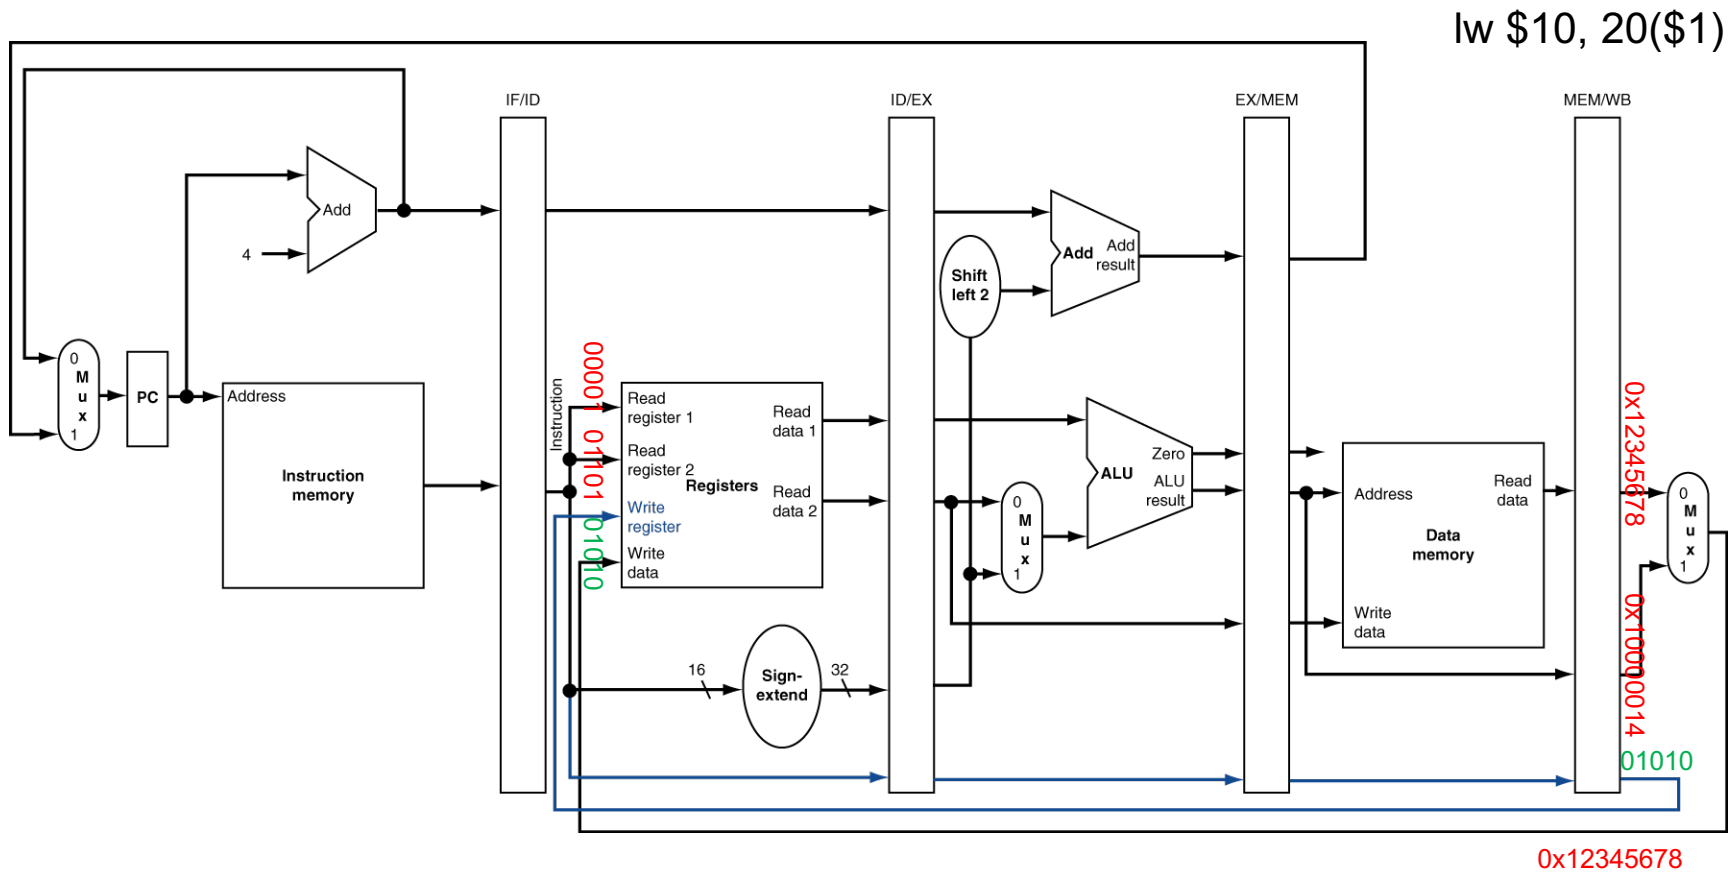 lw $10, 20($1)
IF/ID
ID/EX
EX/MEM
MEM/WB
Add
4
Shift
left 2
Add
Add
result
0
M
u
x
1
PC
Address
Instruction
memory
Instruction
00001
01101
01010
Read
register 1
Read
register 2
Write
register
Write
data
Registers
Read
data 1
Read
data 2
16
Sign-
extend
32
0
M
u
x
1
ALU
Zero
ALU
result
Address
Read
data
Data
memory
Write
data
0x12345678
0x10000014
01010
0
M
u
x
1
0x12345678